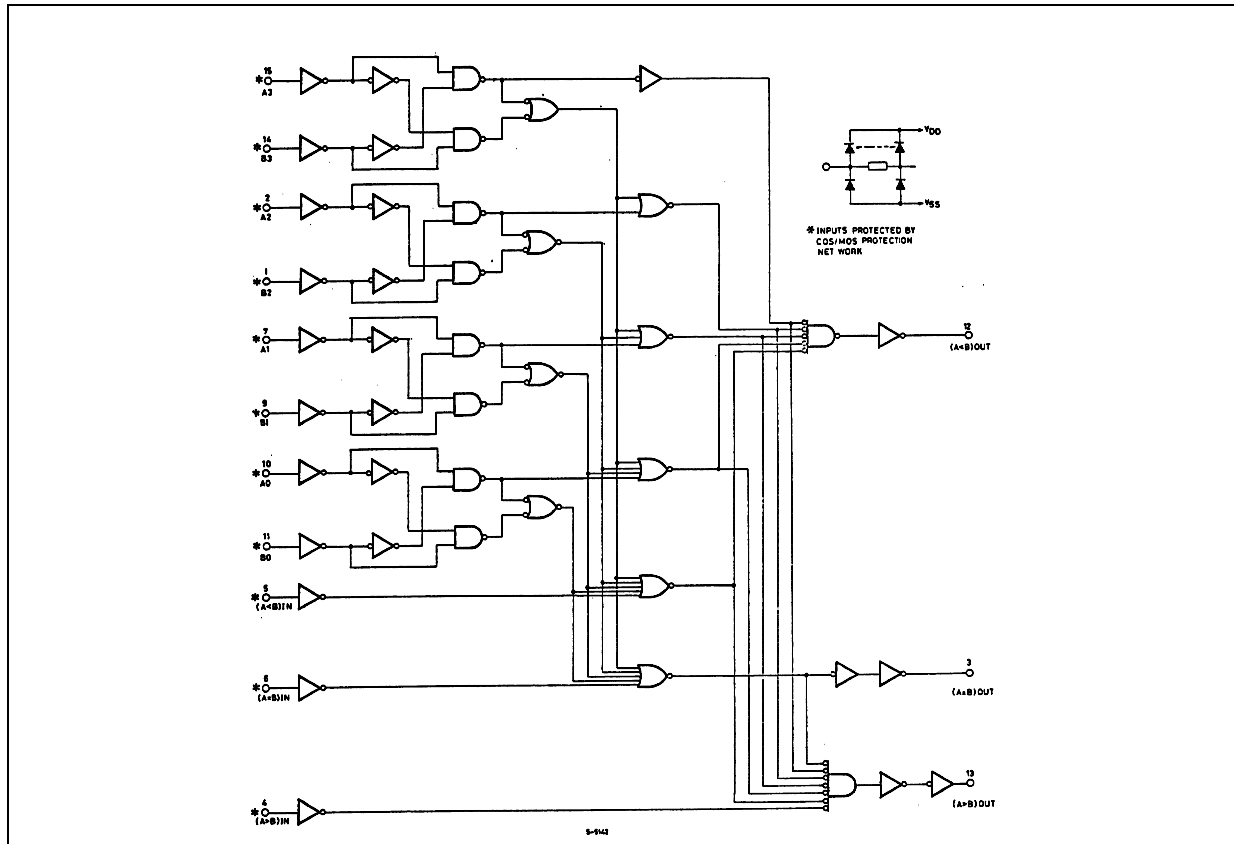 15
* A3
14
* B3
2
* A2
1
* B2
7
* A1
9
* B1
10
* A0
11
* B0
5
* (A<B)IN
6
* (A=B)IN
4
* (A>B)IN
VDD
VSS
* INPUTS PROTECTED BY
COS/MOS PROTECTION
NET WORK
12
(A<B)OUT
3
(A=B)OUT
13
(A>B)OUT
S-5142